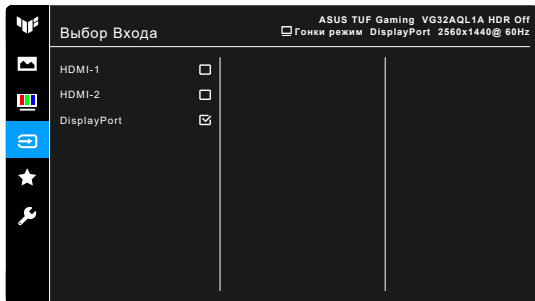 ASUS TUF Gaming VG32AQL1A HDR Off
Выбор Входа
Гонки режим DisplayPort 2560x1440@ 60Hz
HDMI-1
HDMI-2
DisplayPort